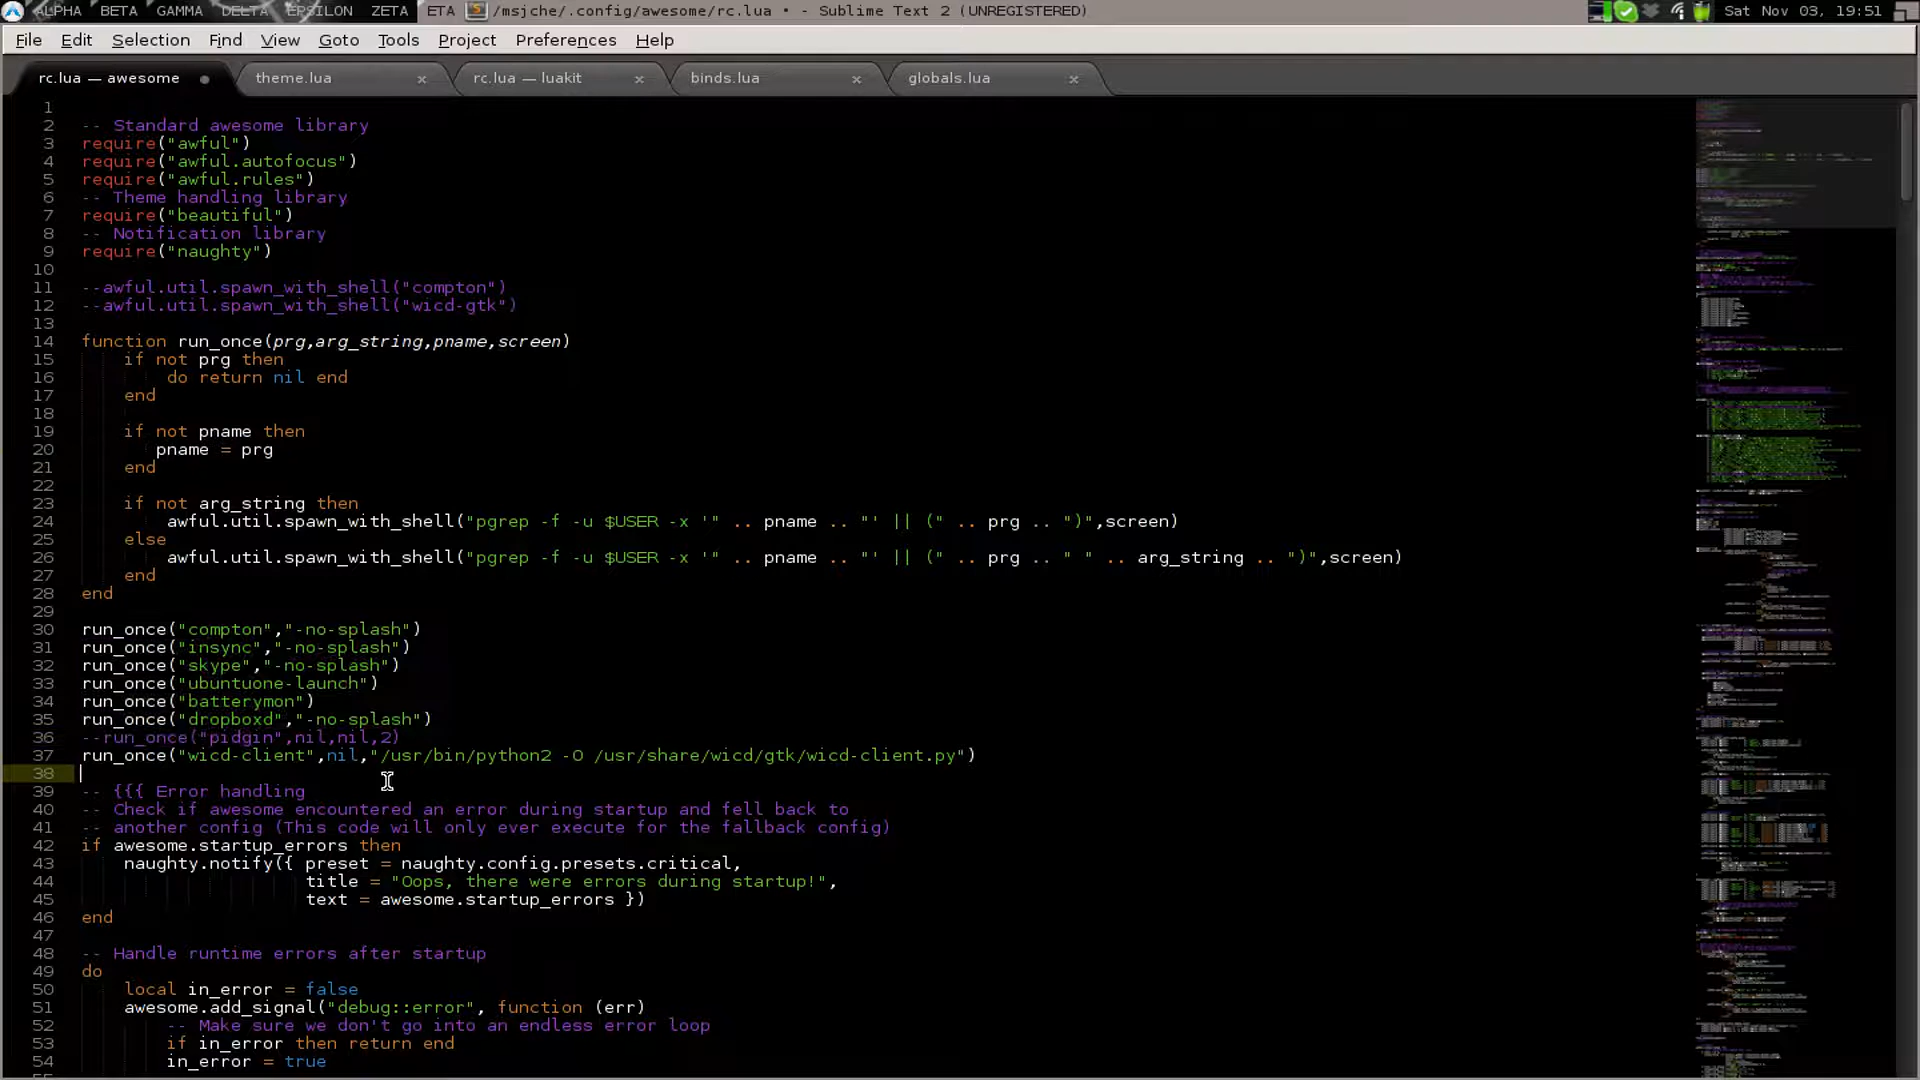 ALPHA BETA GAMMA DELTA EPSILON ZETA ETA /msjche/.config/awesome/rc.lua • - Sublime Text 2 (UNREGISTERED) Sat Nov 03, 19:51
File Edit Selection Find View Goto Tools Project Preferences Help
rc.lua — awesome theme.lua rc.lua — luakit binds.lua globals.lua
1
2 -- Standard awesome library
3 require("awful")
4 require("awful.autofocus")
5 require("awful.rules")
6 -- Theme handling library
7 require("beautiful")
8 -- Notification library
9 require("naughty")
10
11 --awful.util.spawn_with_shell("compton")
12 --awful.util.spawn_with_shell("wicd-gtk")
13
14 function run_once(prg,arg_string,pname,screen)
15 if not prg then
16 do return nil end
17 end
18
19 if not pname then
20 pname = prg
21 end
22
23 if not arg_string then
24 awful.util.spawn_with_shell("pgrep -f -u $USER -x '" .. pname .. "' || (" .. prg .. ")",screen)
25 else
26 awful.util.spawn_with_shell("pgrep -f -u $USER -x '" .. pname .. "' || (" .. prg .. " " .. arg_string .. ")",screen)
27 end
28 end
29
30 run_once("compton","-no-splash")
31 run_once("insync","-no-splash")
32 run_once("skype","-no-splash")
33 run_once("ubuntuone-launch")
34 run_once("batterymon")
35 run_once("dropboxd","-no-splash")
36 --run_once("pidgin",nil,nil,2)
37 run_once("wicd-client",nil,"/usr/bin/python2 -O /usr/share/wicd/gtk/wicd-client.py")
38
39 -- {{{ Error handling
40 -- Check if awesome encountered an error during startup and fell back to
41 -- another config (This code will only ever execute for the fallback config)
42 if awesome.startup_errors then
43 naughty.notify({ preset = naughty.config.presets.critical,
44 title = "Oops, there were errors during startup!",
45 text = awesome.startup_errors })
46 end
47
48 -- Handle runtime errors after startup
49 do
50 local in_error = false
51 awesome.add_signal("debug::error", function (err)
52 -- Make sure we don't go into an endless error loop
53 if in_error then return end
54 in_error = true